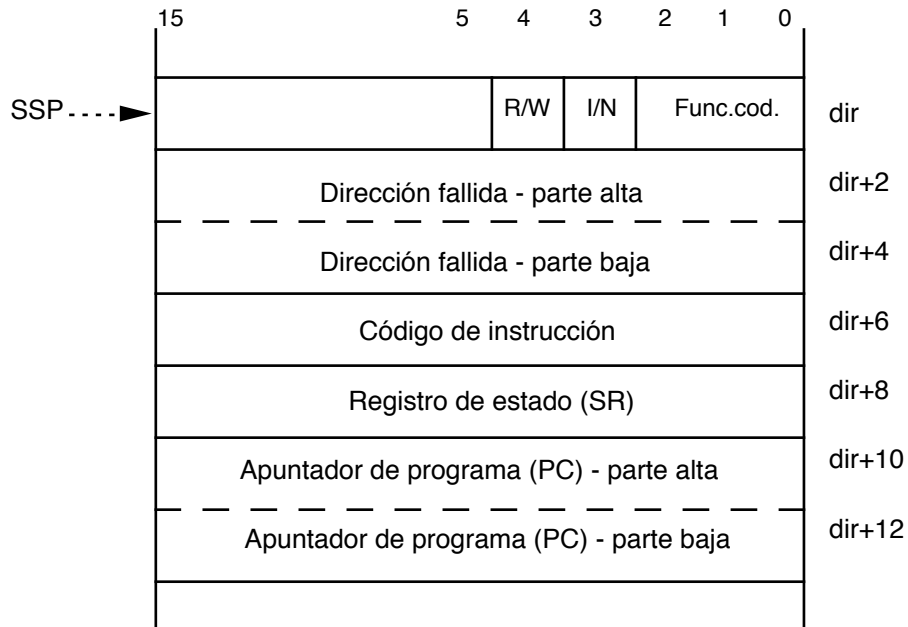 15 5 4 3 2 1 0
SSP R/W I/N Func.cod. dir
Dirección fallida - parte alta dir+2
Dirección fallida - parte baja dir+4
Código de instrucción dir+6
Registro de estado (SR) dir+8
Apuntador de programa (PC) - parte alta dir+10
Apuntador de programa (PC) - parte baja dir+12